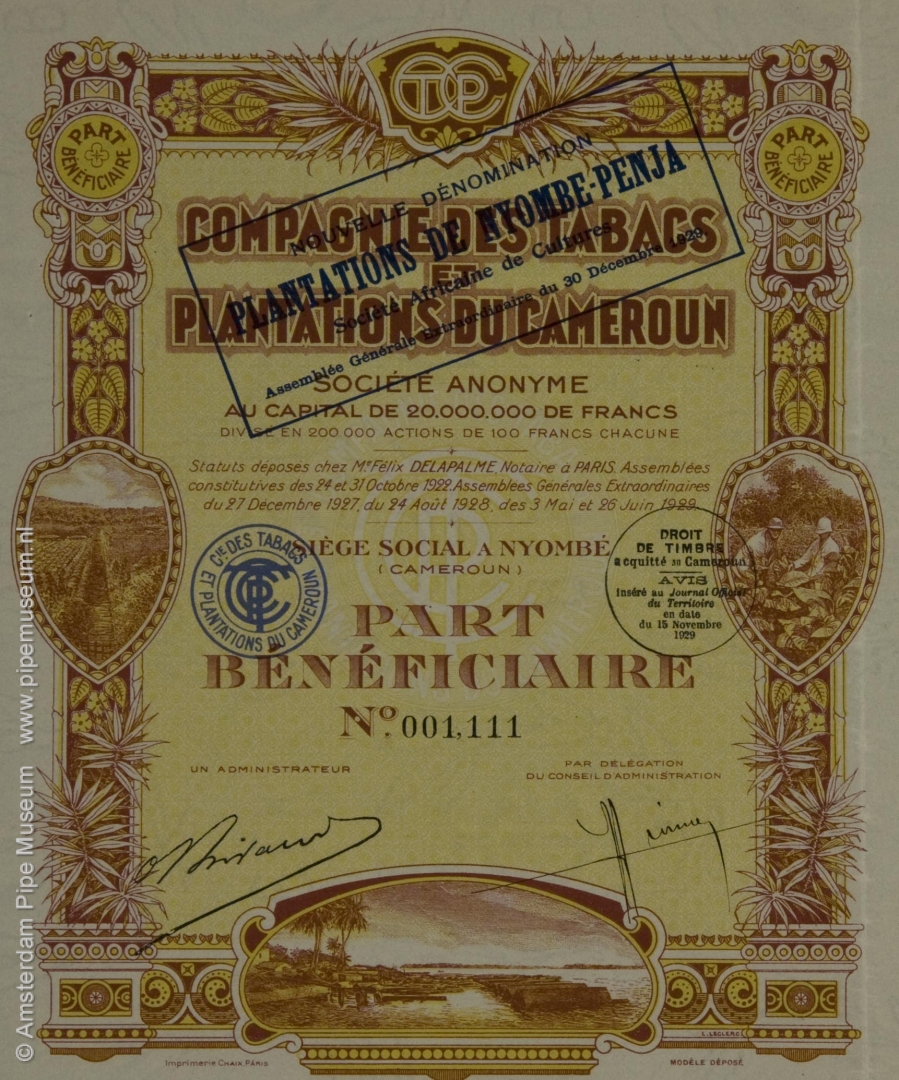 CTPC
PART
BÉNÉFICIAIRE
PART
BÉNÉFICIAIRE
COMPAGNIE DES TABACS
ET
PLANTATIONS DU CAMEROUN
NOUVELLE DÉNOMINATION
PLANTATIONS DE NYOMBE-PENJA
Société Africaine de Cultures
Assemblée Générale Extraordinaire du 30 Décembre 1929.
SOCIÉTÉ ANONYME
AU CAPITAL DE 20.000.000 DE FRANCS
DIVISÉ EN 200.000 ACTIONS DE 100 FRANCS CHACUNE
Statuts déposés chez Me Félix DELAPALME, Notaire à PARIS. Assemblées
constitutives des 24 et 31 Octobre 1922. Assemblées Générales Extraordinaires
du 27 Décembre 1927, du 24 Août 1928, des 3 Mai et 26 Juin 1929.
SIÈGE SOCIAL A NYOMBÉ
(CAMEROUN)
CIE DES TABACS
ET PLANTATIONS DU CAMEROUN
DROIT
DE TIMBRE
acquitté au Cameroun
AVIS
inséré au Journal Officiel
du Territoire
en date
du 15 Novembre
1929
PART
BÉNÉFICIAIRE
No. 001,111
UN ADMINISTRATEUR
PAR DÉLÉGATION
DU CONSEIL D'ADMINISTRATION
L. LECLERC
Imprimerie CHAIX, PARIS
MODÈLE DÉPOSÉ
© Amsterdam Pipe Museum www.pipemuseum.nl